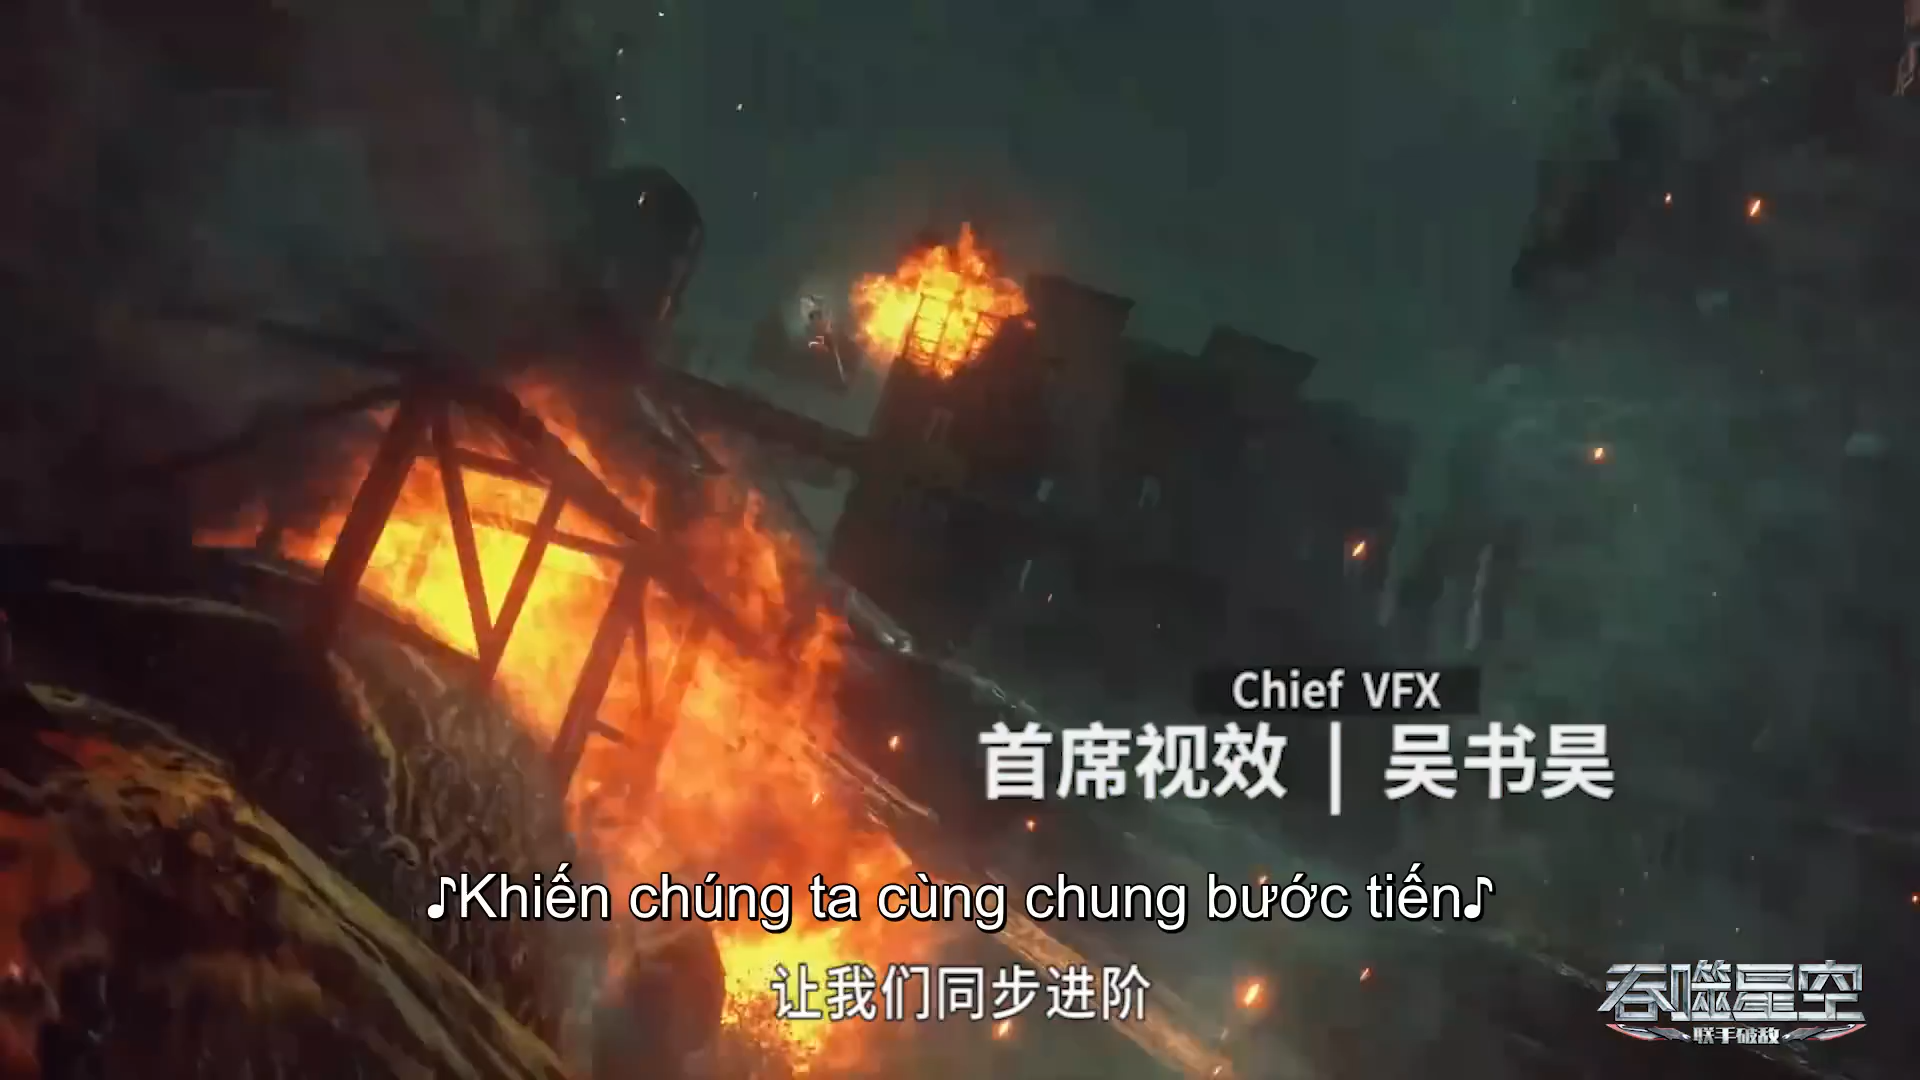 Chief VFX
首席视效 | 吴书昊
♪Khiến chúng ta cùng chung bước tiến♪
让我们同步进阶
吞噬星空
联手破敌